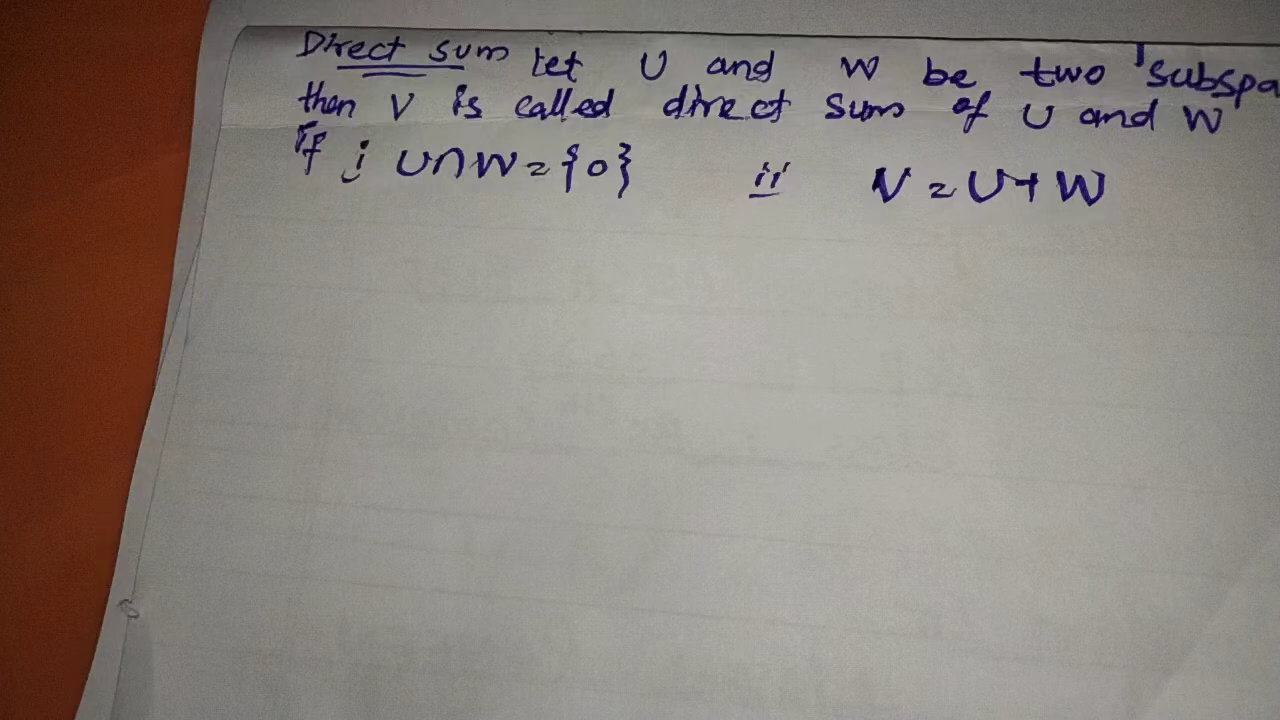 Direct sum let U and W be two subspa
then V is called direct sum of U and W
If i U∩W = {0} ii V = U + W